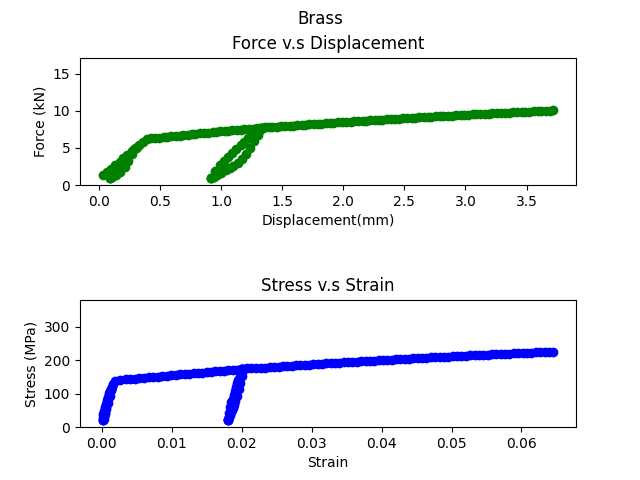 Brass
Force v.s Displacement
15
10
5
0
Force (kN)
0.0 0.5 1.0 1.5 2.0 2.5 3.0 3.5
Displacement(mm)
Stress v.s Strain
300
200
100
0
Stress (MPa)
0.00 0.01 0.02 0.03 0.04 0.05 0.06
Strain